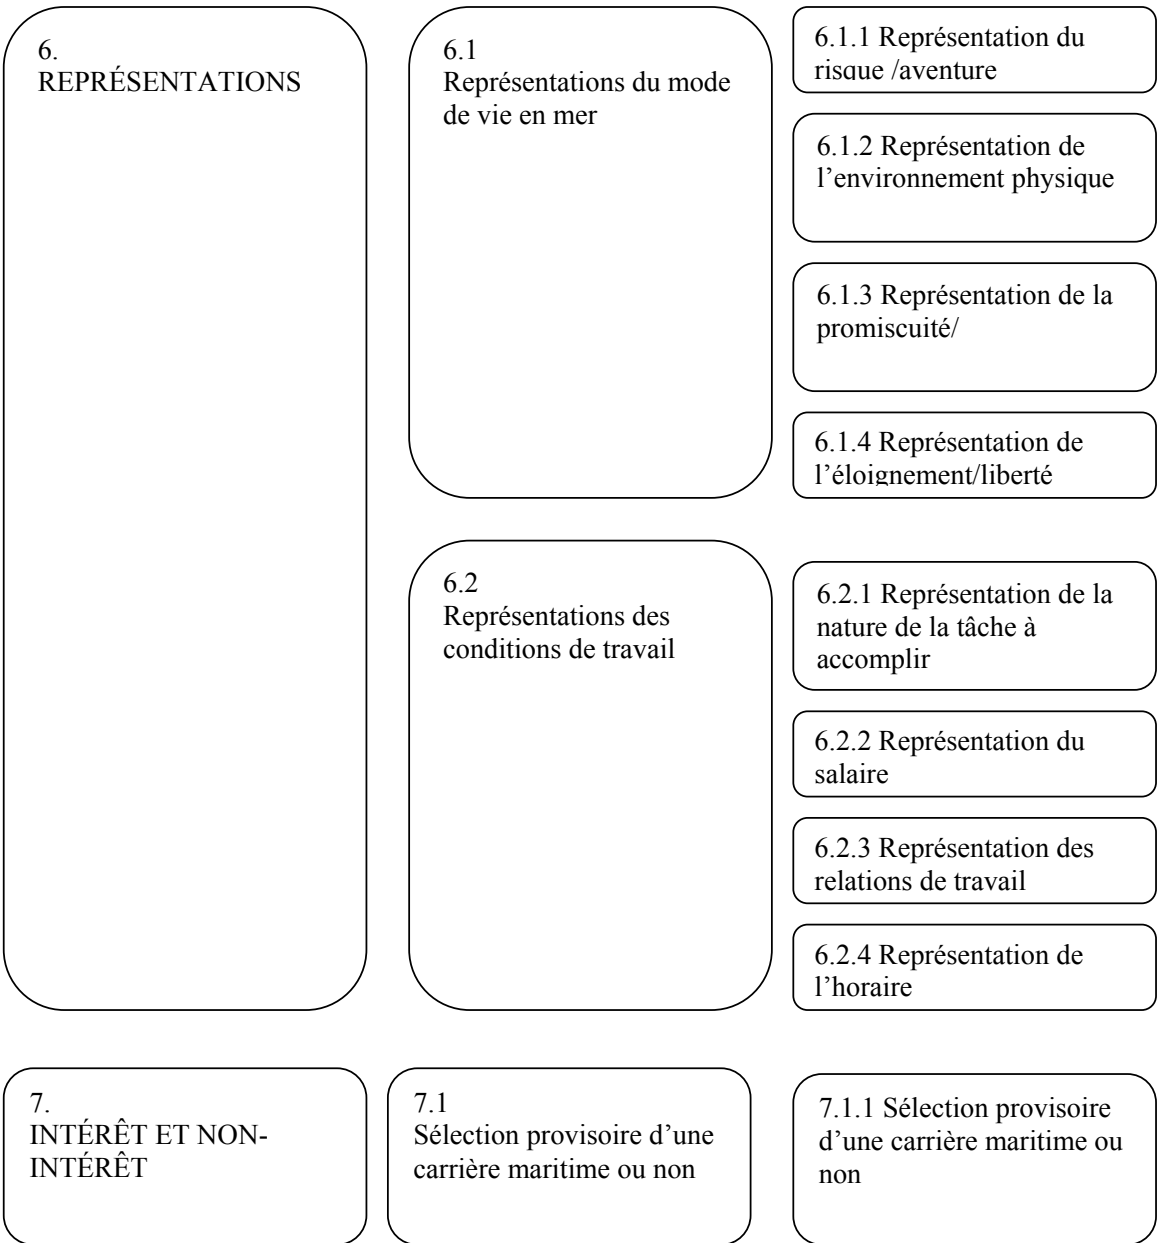 6.
REPRÉSENTATIONS
6.1
Représentations du mode
de vie en mer
6.1.1 Représentation du
risque /aventure
6.1.2 Représentation de
l’environnement physique
6.1.3 Représentation de la
promiscuité/
6.1.4 Représentation de
l’éloignement/liberté
6.2
Représentations des
conditions de travail
6.2.1 Représentation de la
nature de la tâche à
accomplir
6.2.2 Représentation du
salaire
6.2.3 Représentation des
relations de travail
6.2.4 Représentation de
l’horaire
7.
INTÉRÊT ET NON-
INTÉRÊT
7.1
Sélection provisoire d’une
carrière maritime ou non
7.1.1 Sélection provisoire
d’une carrière maritime ou
non